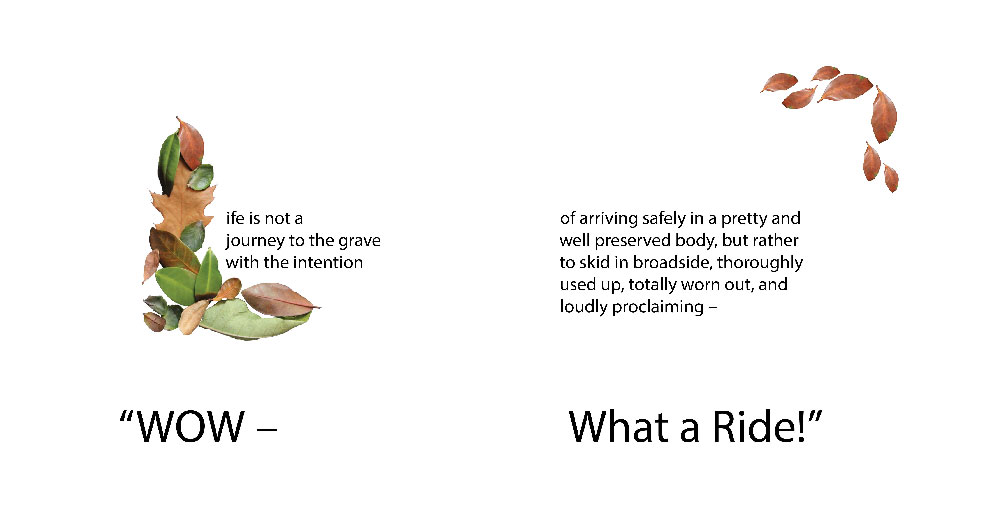 Life is not a
journey to the grave
with the intention
of arriving safely in a pretty and
well preserved body, but rather
to skid in broadside, thoroughly
used up, totally worn out, and
loudly proclaiming –
“WOW –
What a Ride!”